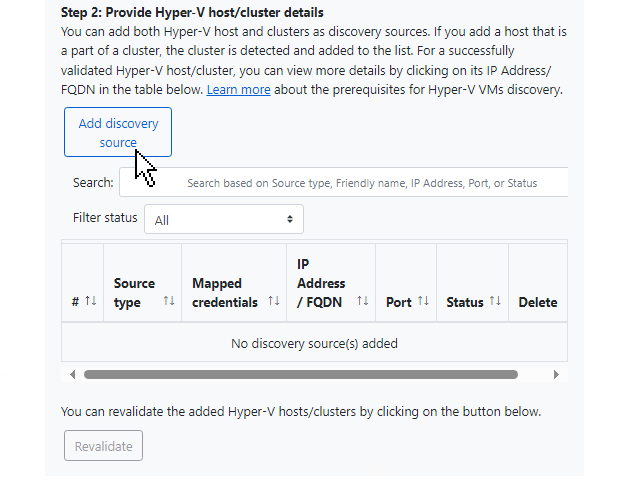 Step 2: Provide Hyper-V host/cluster details
You can add both Hyper-V host and clusters as discovery sources. If you add a host that is
a part of a cluster, the cluster is detected and added to the list. For a successfully
validated Hyper-V host/cluster, you can view more details by clicking on its IP Address/
FQDN in the table below. Learn more about the prerequisites for Hyper-V VMs discovery.
Add discovery
source
Search: Search based on Source type, Friendly name, IP Address, Port, or Status
Filter status All
# ↑↓ Source type ↑↓ Mapped credentials ↑↓ IP Address / FQDN ↑↓ Port ↑↓ Status ↑↓ Delete
No discovery source(s) added
You can revalidate the added Hyper-V hosts/clusters by clicking on the button below.
Revalidate